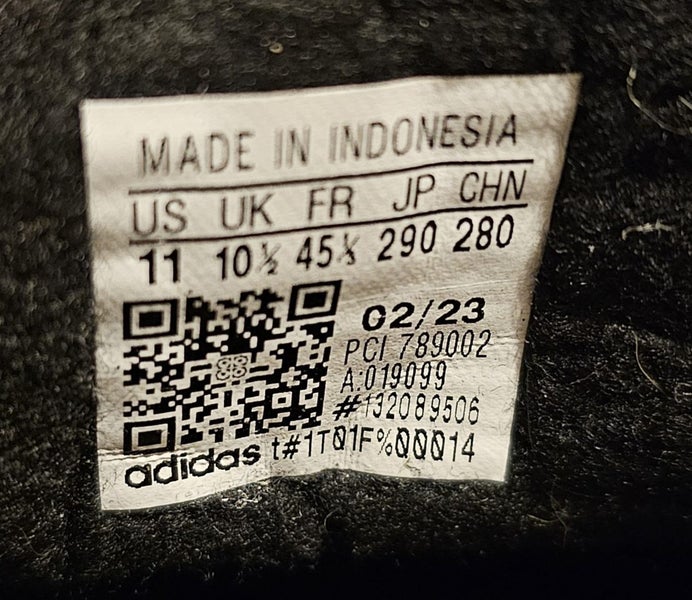 MADE IN INDONESIA
US UK FR JP CHN
11 10½ 45⅓ 290 280
02/23
PCI 789002
A:019099
#132089506
adidas t#1T01F%00014